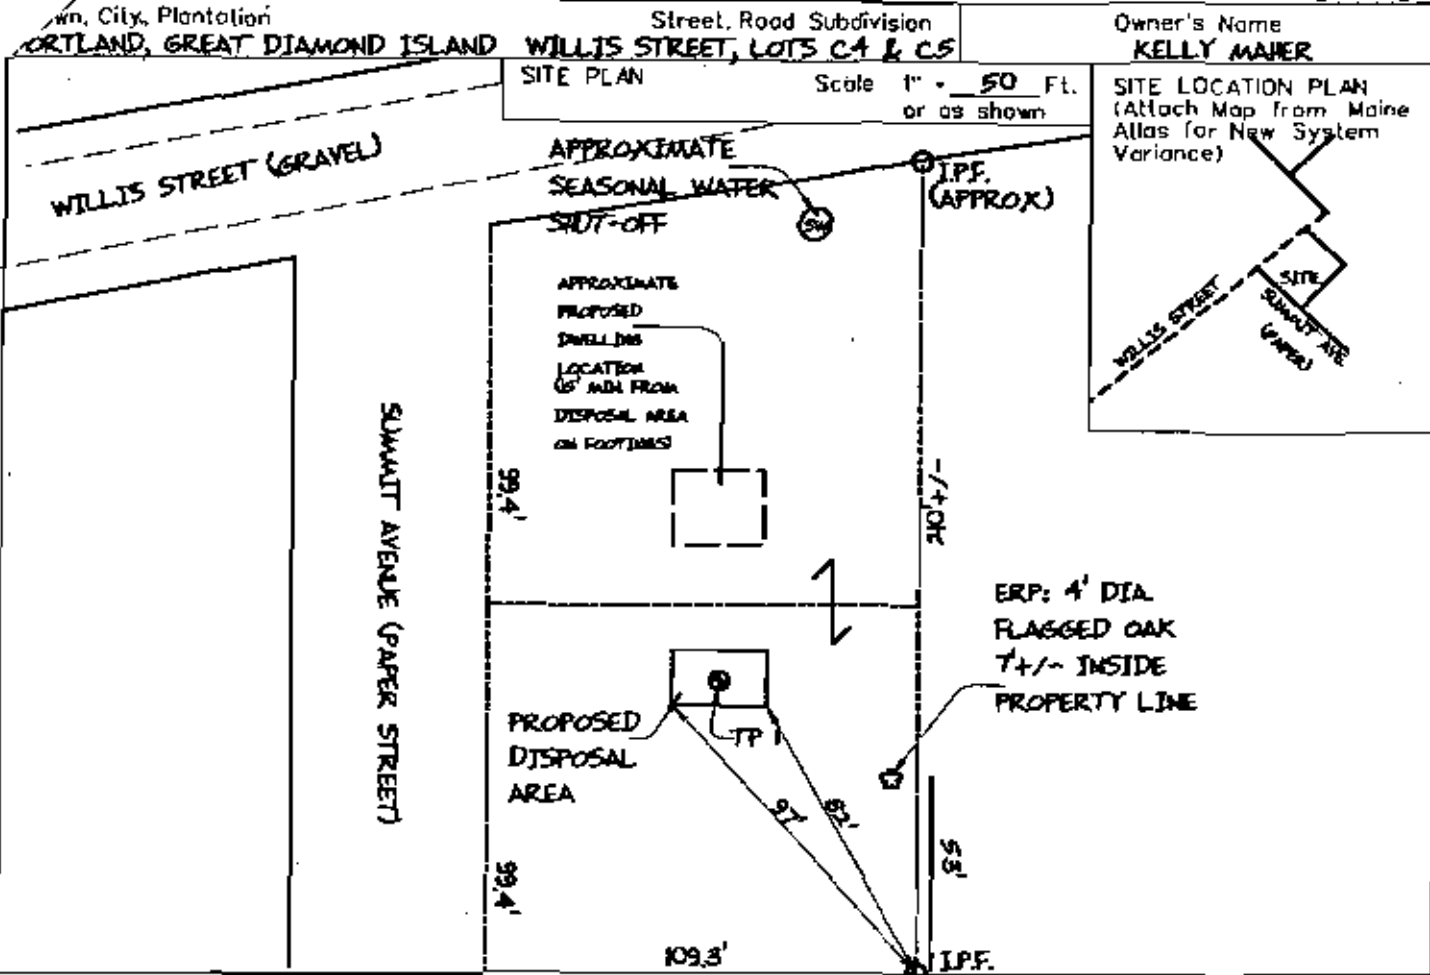 wn, City, Plantation
ORTLAND, GREAT DIAMOND ISLAND
Street, Road Subdivision
WILLIS STREET, LOTS C4 & C5
Owner's Name
KELLY MAHER
SITE PLAN
Scale 1" = 50 Ft.
or as shown
SITE LOCATION PLAN
(Attach Map from Maine
Atlas for New System
Variance)
WILLIS STREET (GRAVEL)
APPROXIMATE
SEASONAL WATER
SHUT-OFF
SW
I.P.F.
(APPROX)
SITE
WILLIS STREET
SUMMIT AVE
(PAPER)
APPROXIMATE
PROPOSED
DWELLING
LOCATION
(15' MIN FROM
DISPOSAL AREA
ON FOOTINGS)
99.4'
SUMMIT AVENUE (PAPER STREET)
ERP: 4' DIA
FLAGGED OAK
7'+/- INSIDE
PROPERTY LINE
PROPOSED
DISPOSAL
AREA
TP 1
97'
82'
53'
99.4'
109.3'
I.P.F.